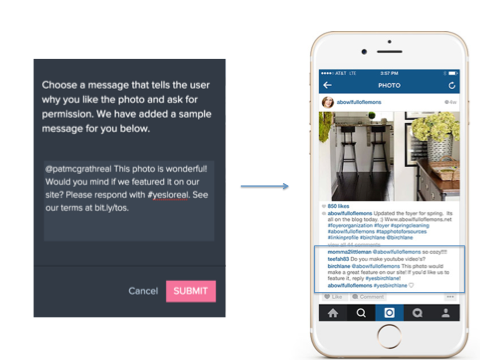 Choose a message that tells the user
why you like the photo and ask for
permission. We have added a sample
message for you below.
@patmcgrathreal This photo is wonderful!
Would you mind if we featured it on our
site? Please respond with #yesloreal. See
our terms at bit.ly/tos.
Cancel
SUBMIT
AT&T LTE
3:57 PM
PHOTO
abowlfulloflemons
850 likes
abowlfulloflemons Updated the foyer for spring. Its
all on the blog today. :) Www.abowlfulloflemons.net
#foyerorganization #foyer #springcleaning
#abowlfulloflemons #ltkphotoforsources
#linkinprofile #birchlane @birchlane
momma2littleman @abowlfulloflemons so cozy!!!!
teefah83 Do you make youtube video's?
birchlane @abowlfulloflemons This photo would
make a great feature on our site! If you'd like us to
feature it, reply #yesbirchlane!
abowlfulloflemons #yesbirchlane ♡
Like
Comment